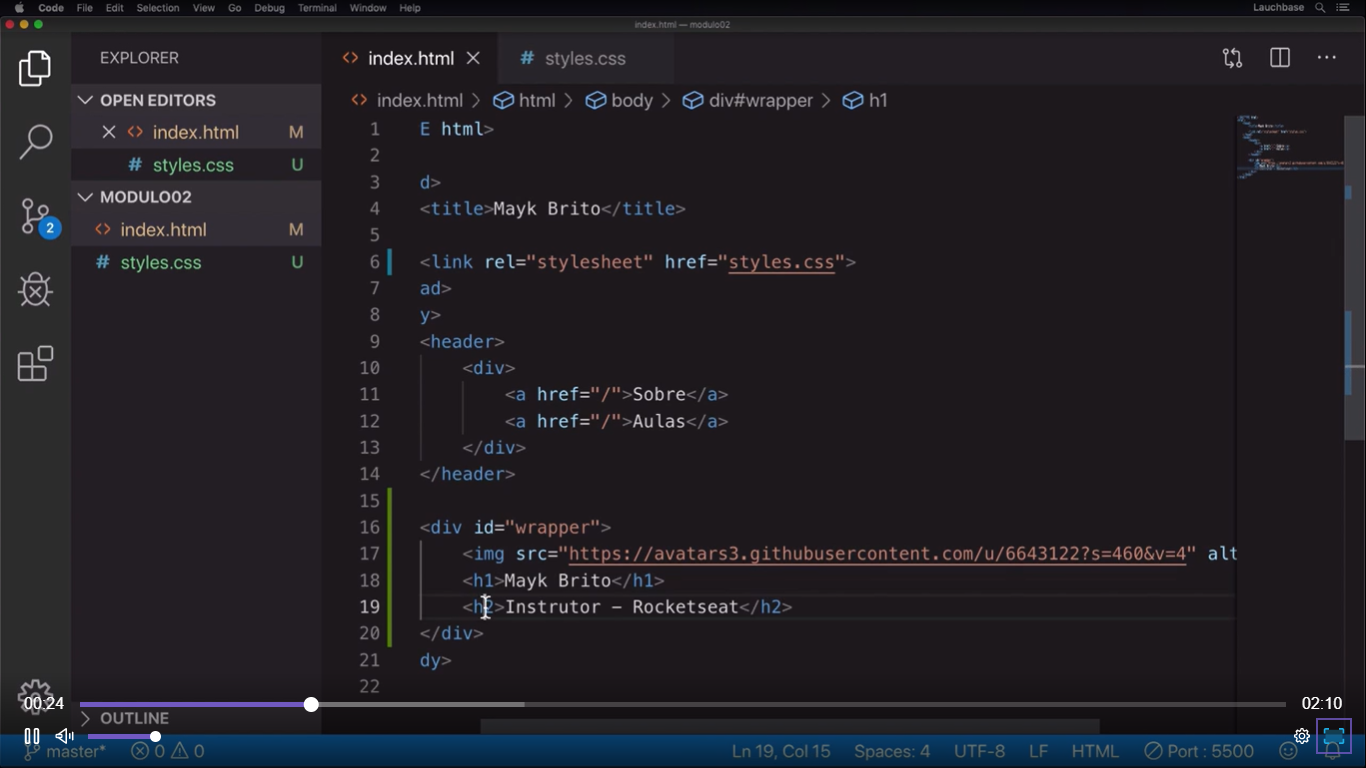 Code File Edit Selection View Go Debug Terminal Window Help Lauchbase
index.html — modulo02
EXPLORER
OPEN EDITORS
index.html M
styles.css U
MODULO02
index.html M
styles.css U
OUTLINE
2
index.html styles.css
index.html > html > body > div#wrapper > h1
1 E html>
2
3 d>
4 <title>Mayk Brito</title>
5
6 <link rel="stylesheet" href="styles.css">
7 ad>
8 y>
9 <header>
10 <div>
11 <a href="/">Sobre</a>
12 <a href="/">Aulas</a>
13 </div>
14 </header>
15
16 <div id="wrapper">
17 <img src="https://avatars3.githubusercontent.com/u/6643122?s=460&v=4" alt
18 <h1>Mayk Brito</h1>
19 <h2>Instrutor - Rocketseat</h2>
20 </div>
21 dy>
22
00:24 02:10
master* 0 0 Ln 19, Col 15 Spaces: 4 UTF-8 LF HTML Port : 5500